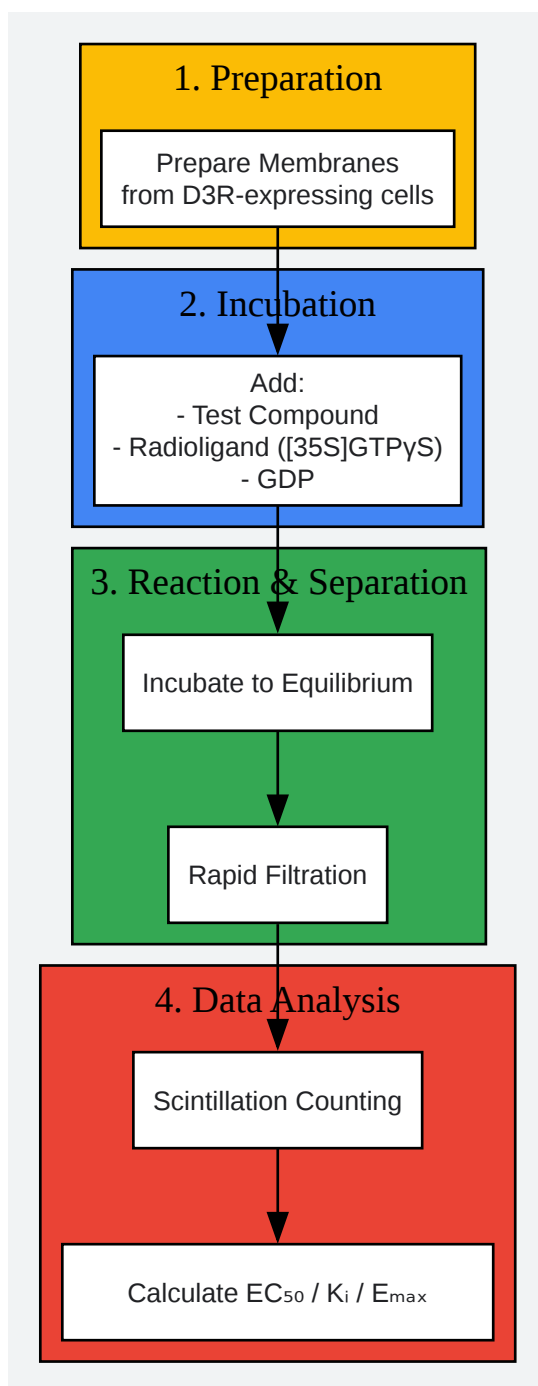 1. Preparation
Prepare Membranes
from D3R-expressing cells
2. Incubation
Add:
- Test Compound
- Radioligand ([35S]GTPγS)
- GDP
3. Reaction & Separation
Incubate to Equilibrium
Rapid Filtration
4. Data Analysis
Scintillation Counting
Calculate EC₅₀ / Kᵢ / Eₘₐₓ